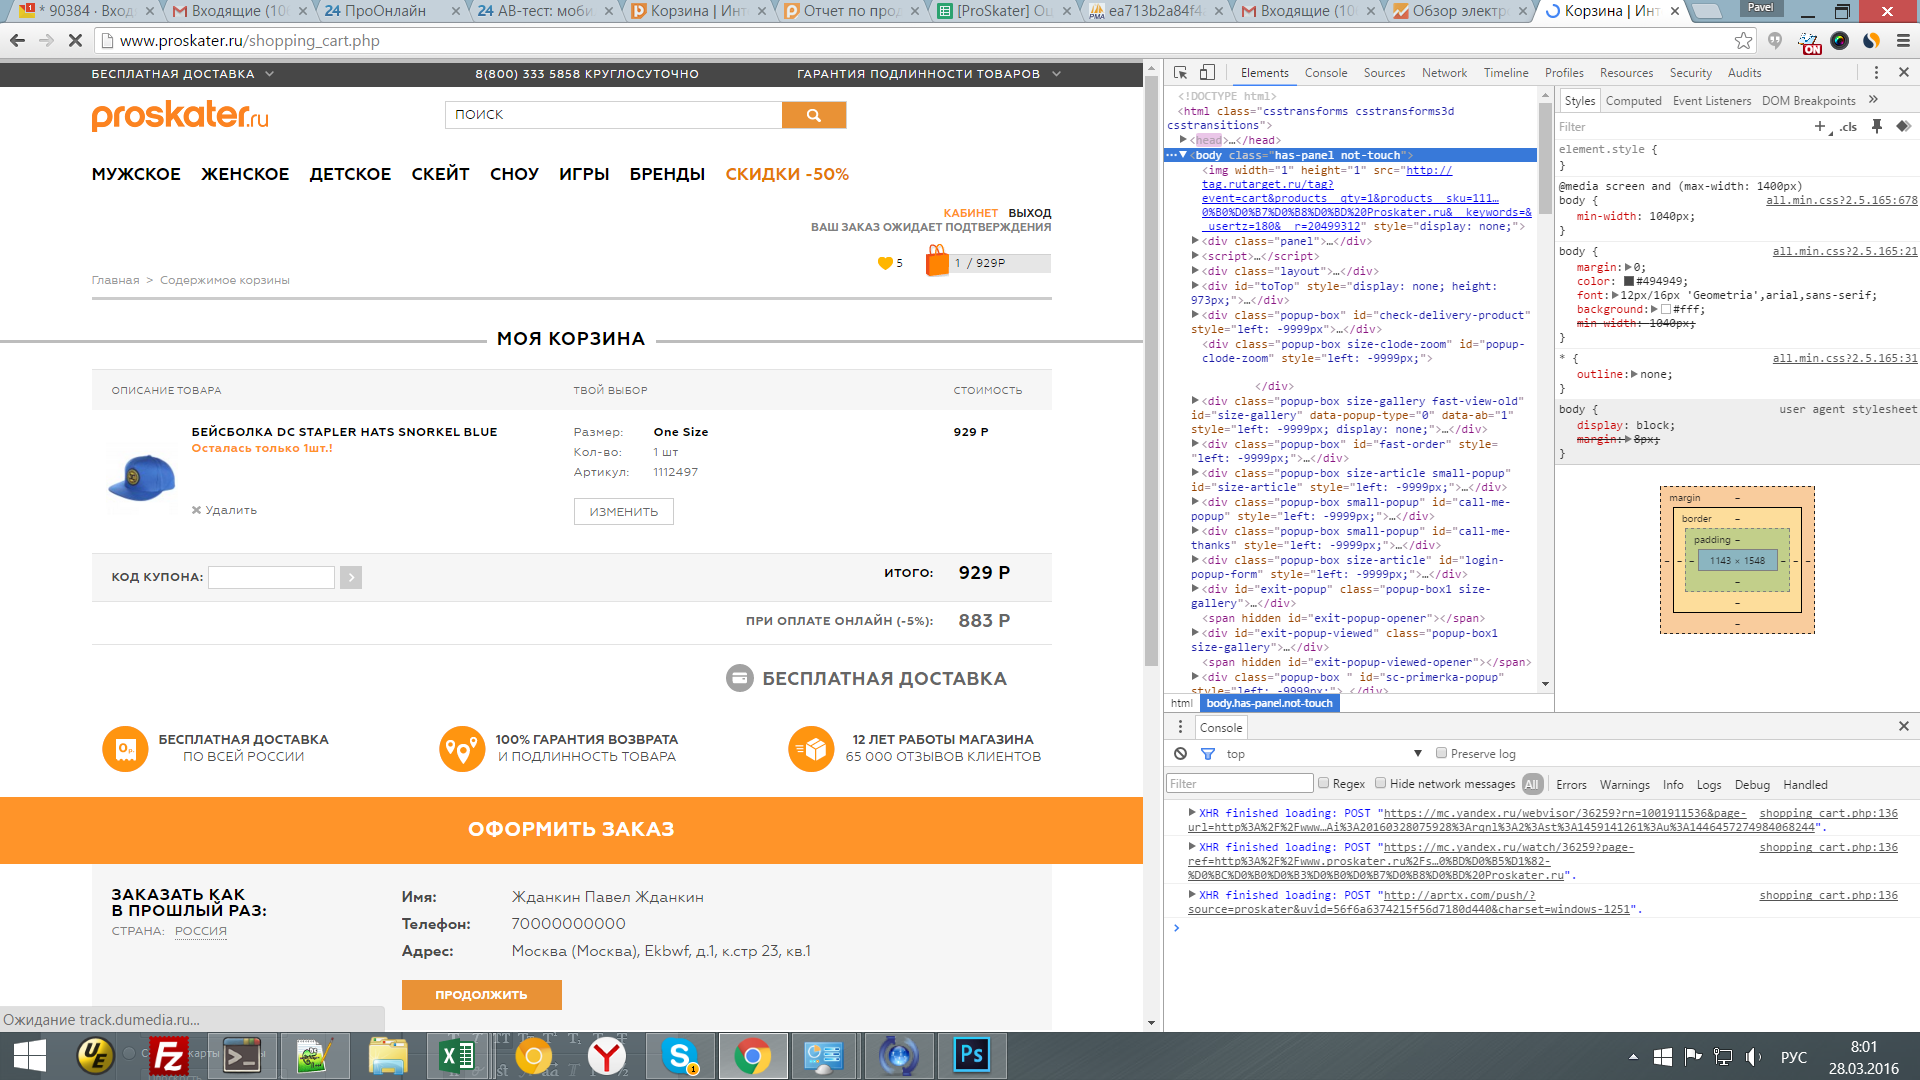 * 90384 · Вход
Входящие (10
24 ПроОнлайн
24 АВ-тест: моби
Корзина | Инт
Отчет по прод
[ProSkater] Оц
ea713b2a84f4
Входящие (10
Обзор электр
Корзина | Инт
Pavel
www.proskater.ru/shopping_cart.php
ON
БЕСПЛАТНАЯ ДОСТАВКА
8(800) 333 5858 КРУГЛОСУТОЧНО
ГАРАНТИЯ ПОДЛИННОСТИ ТОВАРОВ
proskater.ru
ПОИСК
МУЖСКОЕ ЖЕНСКОЕ ДЕТСКОЕ СКЕЙТ СНОУ ИГРЫ БРЕНДЫ СКИДКИ -50%
КАБИНЕТ ВЫХОД
ВАШ ЗАКАЗ ОЖИДАЕТ ПОДТВЕРЖДЕНИЯ
5
1 / 929Р
Главная > Содержимое корзины
МОЯ КОРЗИНА
ОПИСАНИЕ ТОВАРА
ТВОЙ ВЫБОР
СТОИМОСТЬ
БЕЙСБОЛКА DC STAPLER HATS SNORKEL BLUE
Осталась только 1шт.!
Удалить
Размер: One Size
Кол-во: 1 шт
Артикул: 1112497
ИЗМЕНИТЬ
929 Р
КОД КУПОНА:
ИТОГО: 929 Р
ПРИ ОПЛАТЕ ОНЛАЙН (-5%): 883 Р
БЕСПЛАТНАЯ ДОСТАВКА
0р.
БЕСПЛАТНАЯ ДОСТАВКА
ПО ВСЕЙ РОССИИ
100% ГАРАНТИЯ ВОЗВРАТА
И ПОДЛИННОСТЬ ТОВАРА
12 ЛЕТ РАБОТЫ МАГАЗИНА
65 000 ОТЗЫВОВ КЛИЕНТОВ
ОФОРМИТЬ ЗАКАЗ
ЗАКАЗАТЬ КАК
В ПРОШЛЫЙ РАЗ:
СТРАНА: РОССИЯ
Имя: Жданкин Павел Жданкин
Телефон: 70000000000
Адрес: Москва (Москва), Ekbwf, д.1, к.стр 23, кв.1
ПРОДОЛЖИТЬ
Ожидание track.dumedia.ru...
Elements Console Sources Network Timeline Profiles Resources Security Audits
<!DOCTYPE html>
<html class="csstransforms csstransforms3d
csstransitions">
<head>…</head>
<body class="has-panel not-touch">
<img width="1" height="1" src="http://
tag.rutarget.ru/tag?
event=cart&products__qty=1&products__sku=111…
0%B0%D0%B7%D0%B8%D0%BD%20Proskater.ru&__keywords=&
_usertz=180&__r=20499312" style="display: none;">
<div class="panel">…</div>
<script>…</script>
<div class="layout">…</div>
<div id="toTop" style="display: none; height:
973px;">…</div>
<div class="popup-box" id="check-delivery-product"
style="left: -9999px">…</div>
<div class="popup-box size-clode-zoom" id="popup-
clode-zoom" style="left: -9999px;">
</div>
<div class="popup-box size-gallery fast-view-old"
id="size-gallery" data-popup-type="0" data-ab="1"
style="left: -9999px; display: none;">…</div>
<div class="popup-box" id="fast-order" style=
"left: -9999px;">…</div>
<div class="popup-box size-article small-popup"
id="size-article" style="left: -9999px;">…</div>
<div class="popup-box small-popup" id="call-me-
popup" style="left: -9999px;">…</div>
<div class="popup-box small-popup" id="call-me-
thanks" style="left: -9999px;">…</div>
<div class="popup-box size-article" id="login-
popup-form" style="left: -9999px;">…</div>
<div id="exit-popup" class="popup-box1 size-
gallery">…</div>
<span hidden id="exit-popup-opener"></span>
<div id="exit-popup-viewed" class="popup-box1
size-gallery">…</div>
<span hidden id="exit-popup-viewed-opener"></span>
<div class="popup-box " id="sc-primerka-popup"
style="left: -9999px;">…</div>
html body.has-panel.not-touch
Styles Computed Event Listeners DOM Breakpoints »
Filter
.cls
element.style {
}
@media screen and (max-width: 1400px)
body { all.min.css?2.5.165:678
min-width: 1040px;
}
body { all.min.css?2.5.165:21
margin: 0;
color: #494949;
font: 12px/16px 'Geometria',arial,sans-serif;
background: #fff;
min-width: 1040px;
}
* { all.min.css?2.5.165:31
outline: none;
}
body { user agent stylesheet
display: block;
margin: 8px;
}
margin –
border –
padding –
1143 × 1548
Console
top
Preserve log
Filter
Regex
Hide network messages
All Errors Warnings Info Logs Debug Handled
XHR finished loading: POST "https://mc.yandex.ru/webvisor/36259?rn=1001911536&page- shopping_cart.php:136
url=http%3A%2F%2Fwww…Ai%3A20160328075928%3Arqnl%3A2%3Ast%3A1459141261%3Au%3A1446457274984068244".
XHR finished loading: POST "https://mc.yandex.ru/watch/36259?page- shopping_cart.php:136
ref=http%3A%2F%2Fwww.proskater.ru%2Fs…0%BD%D0%B5%D1%82-
%D0%BC%D0%B0%D0%B3%D0%B0%D0%B7%D0%B8%D0%BD%20Proskater.ru".
XHR finished loading: POST "http://aprtx.com/push/? shopping_cart.php:136
source=proskater&uvid=56f6a6374215f56d7180d440&charset=windows-1251".
РУС
8:01
28.03.2016